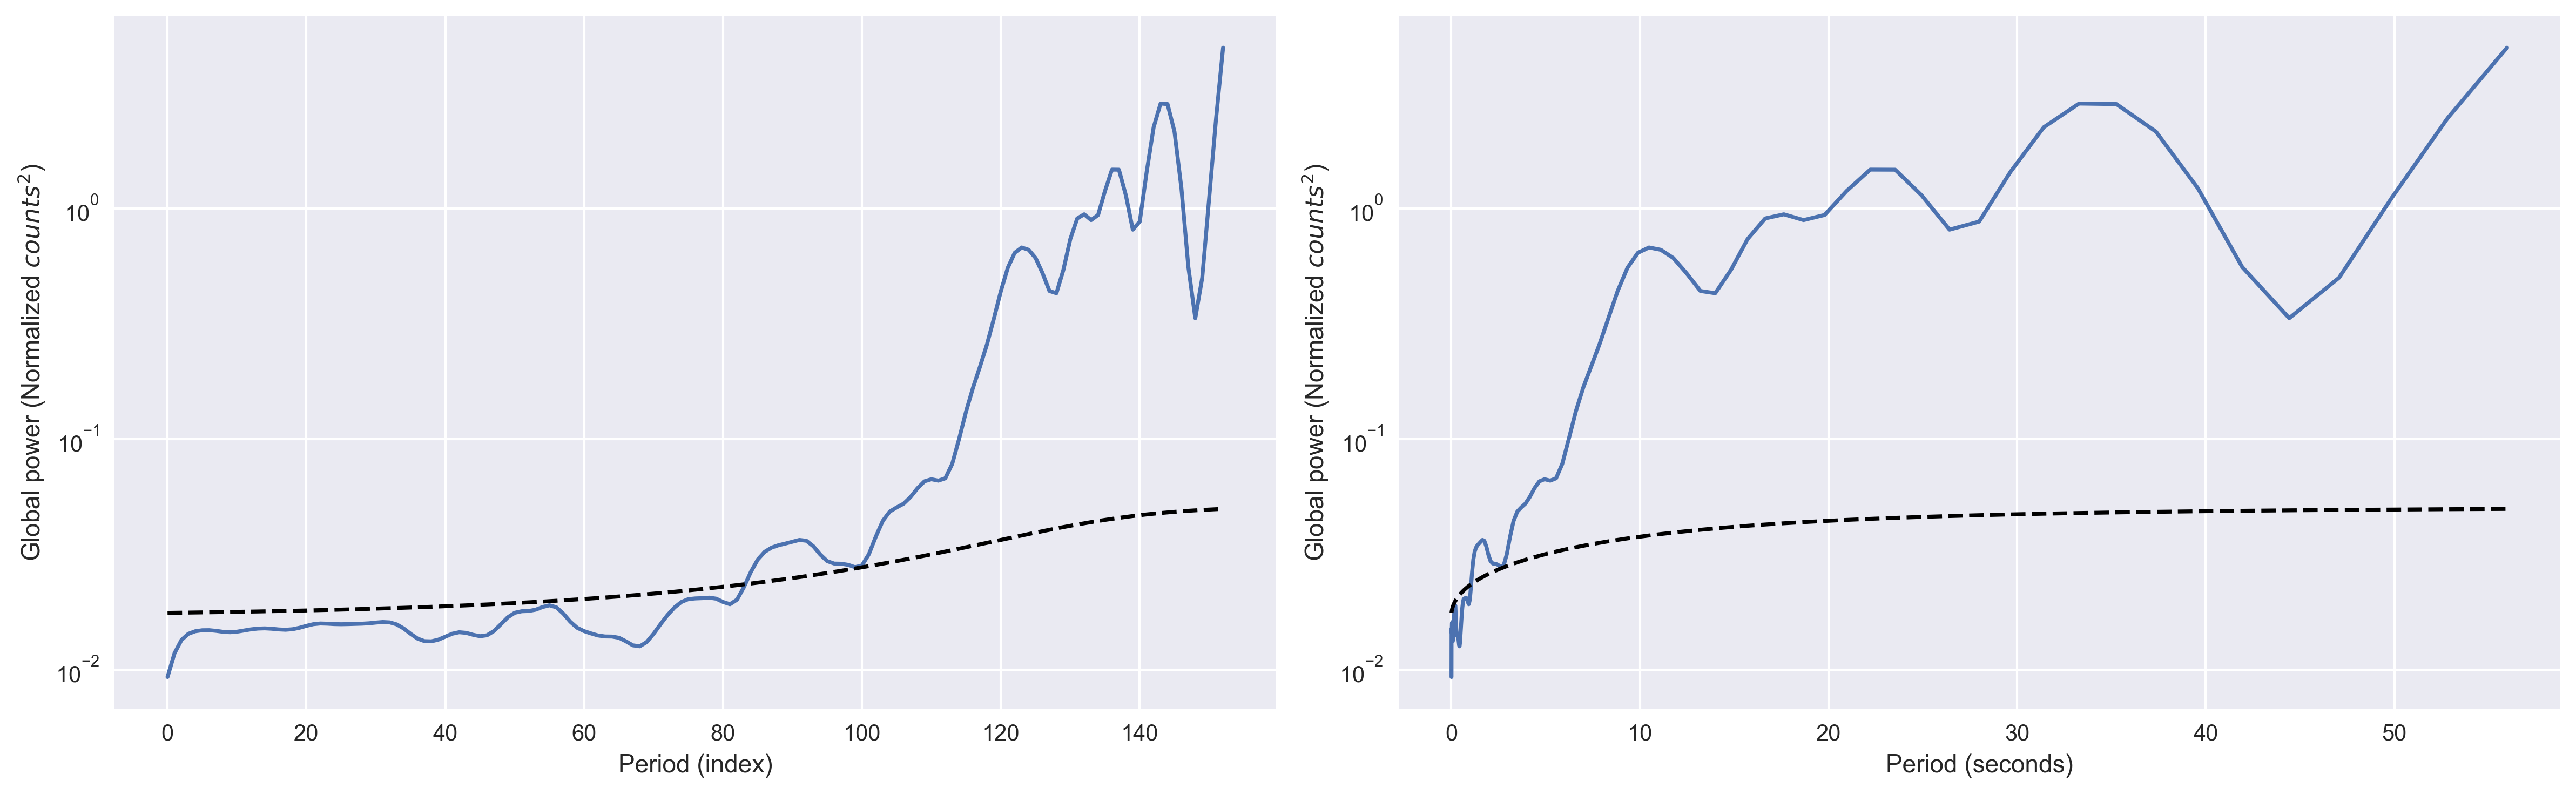 Global power (Normalized counts²)
10⁰
10⁻¹
10⁻²
0 20 40 60 80 100 120 140
Period (index)
Global power (Normalized counts²)
10⁰
10⁻¹
10⁻²
0 10 20 30 40 50
Period (seconds)